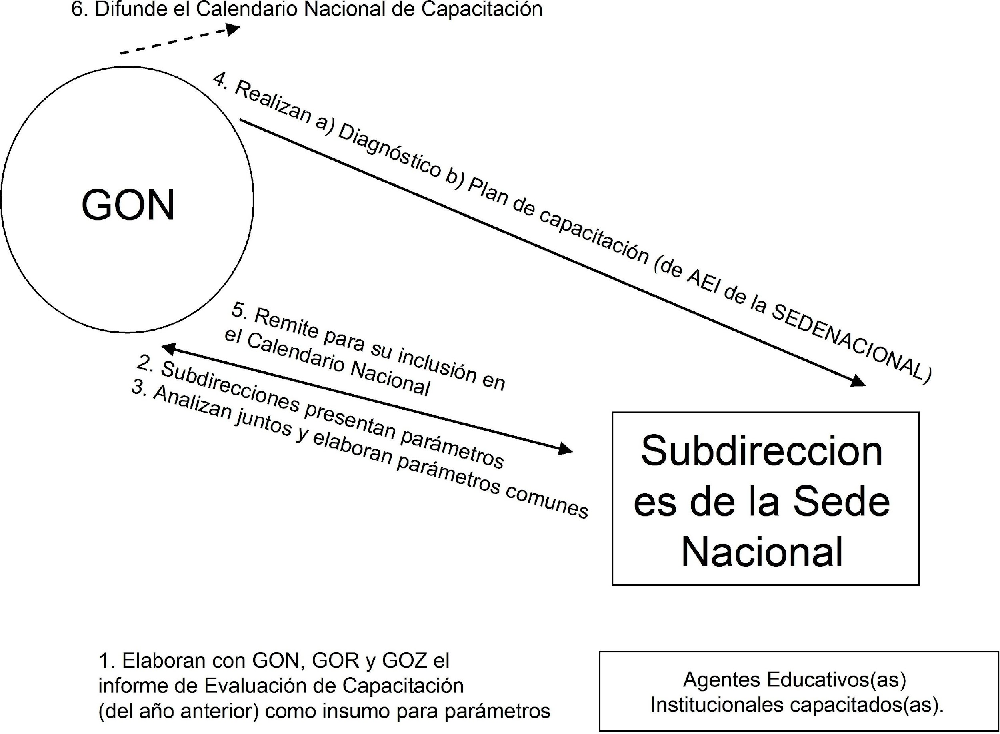 6. Difunde el Calendario Nacional de Capacitación
4. Realizan a) Diagnóstico b) Plan de capacitación (de AEI de la SEDENACIONAL)
GON
5. Remite para su inclusión en
el Calendario Nacional
2. Subdirecciones presentan parámetros
3. Analizan juntos y elaboran parámetros comunes
Subdireccion
es de la Sede
Nacional
1. Elaboran con GON, GOR y GOZ el
informe de Evaluación de Capacitación
(del año anterior) como insumo para parámetros
Agentes Educativos(as)
Institucionales capacitados(as).